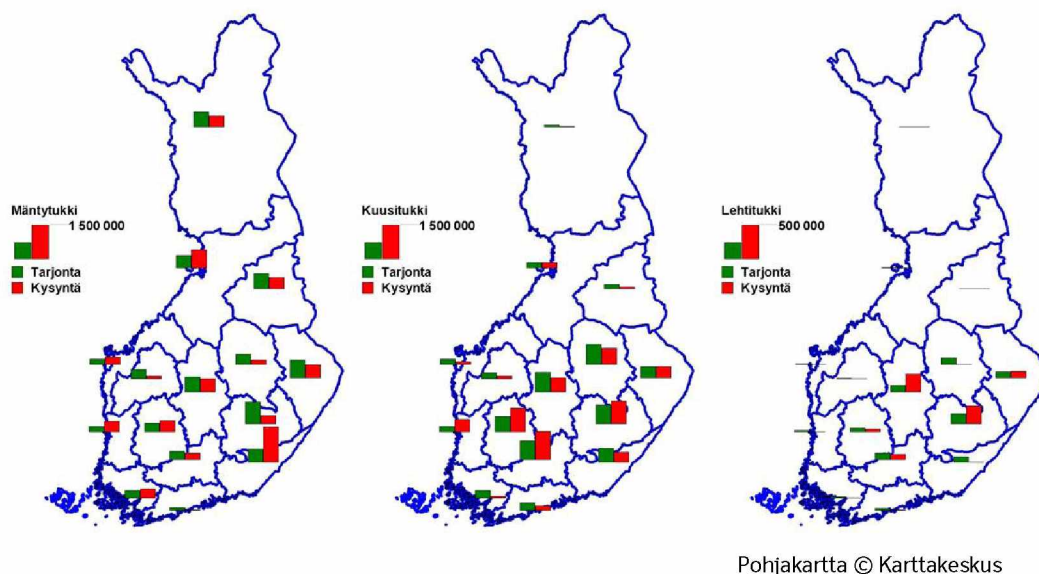 Mäntytukki
1 500 000
Tarjonta
Kysyntä
Kuusitukki
1 500 000
Tarjonta
Kysyntä
Lehtitukki
500 000
Tarjonta
Kysyntä
Pohjakartta © Karttakeskus